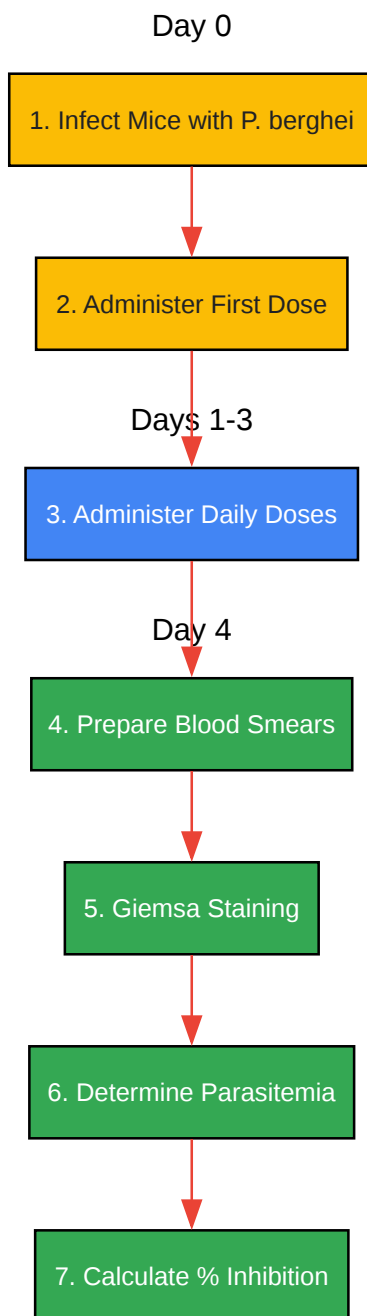 Day 0
1. Infect Mice with P. berghei
2. Administer First Dose
Days 1-3
3. Administer Daily Doses
Day 4
4. Prepare Blood Smears
5. Giemsa Staining
6. Determine Parasitemia
7. Calculate % Inhibition